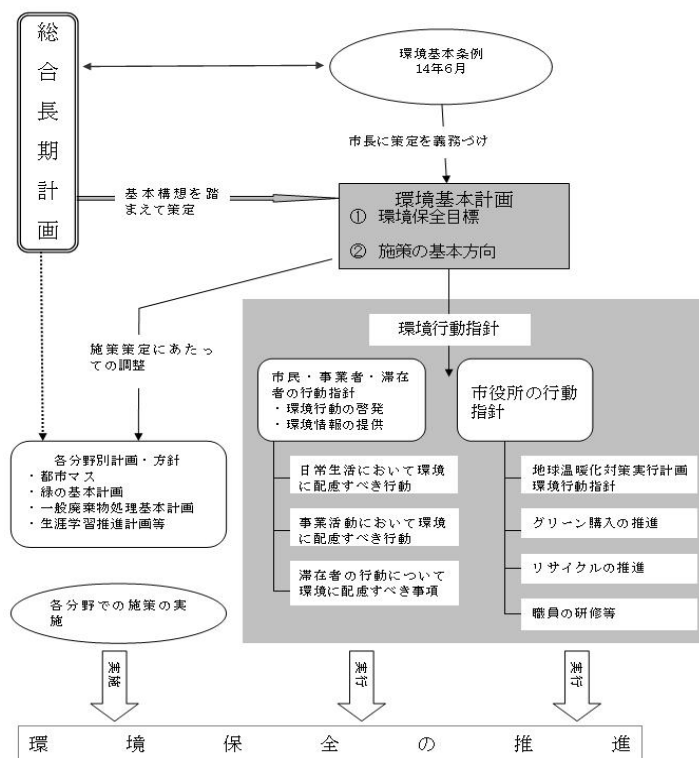 総合長期計画
環境基本条例
14年6月
市長に策定を義務づけ
基本構想を踏
まえて策定
環境基本計画
① 環境保全目標
② 施策の基本方向
環境行動指針
施策策定にあたっ
ての調整
市民・事業者・滞在
者の行動指針
・環境行動の啓発
・環境情報の提供
市役所の行動
指針
各分野別計画・方針
・都市マス
・緑の基本計画
・一般廃棄物処理基本計画
・生涯学習推進計画等
日常生活において環境
に配慮すべき行動
事業活動において環境
に配慮すべき行動
滞在者の行動について
環境に配慮すべき事項
地球温暖化対策実行計画
環境行動指針
グリーン購入の推進
リサイクルの推進
職員の研修等
各分野での施策の実
施
実施
実行
実行
環境保全の推進